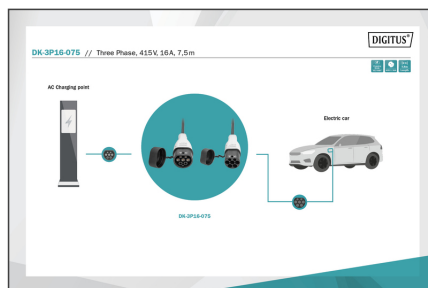 DIGITUS®
DK-3P16-075 // Three Phase, 415V, 16A, 7,5m
AC Charging point
Electric car
DK-3P16-075